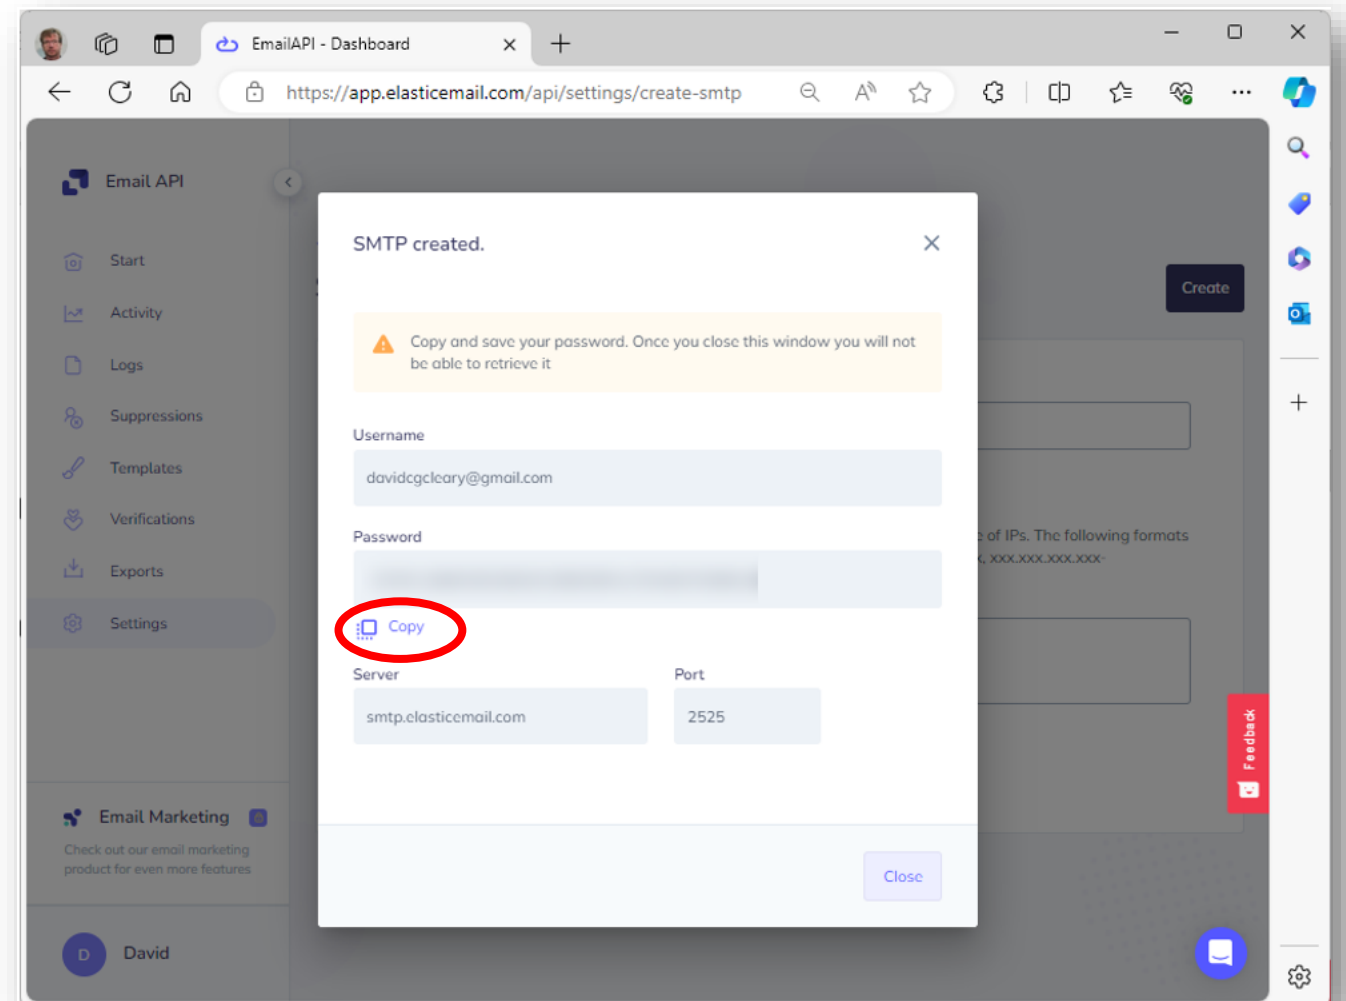 EmailAPI - Dashboard
https://app.elasticemail.com/api/settings/create-smtp
Email API
Start
Activity
Logs
Suppressions
Templates
Verifications
Exports
Settings
Email Marketing
Check out our email marketing
product for even more features
D
David
Create
SMTP created.
Copy and save your password. Once you close this window you will not
be able to retrieve it
Username
davidcgcleary@gmail.com
Password
Copy
Server
Port
smtp.elasticemail.com
2525
Close
of IPs. The following formats
xxx.xxx.xxx.xxx-
Feedback